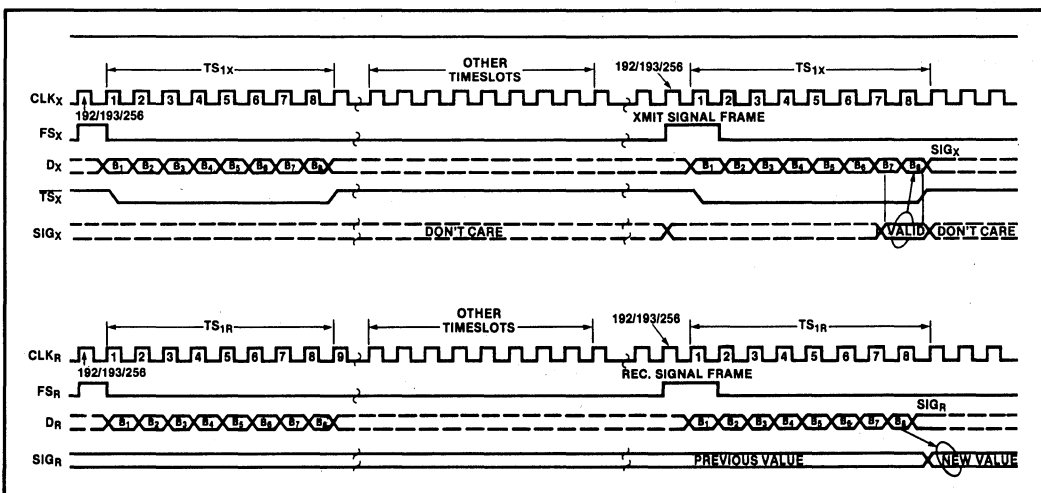 TS1X OTHER TIMESLOTS 192/193/256 TS1X
CLKX 1 2 3 4 5 6 7 8 1 2 3 4 5 6 7 8
192/193/256 XMIT SIGNAL FRAME
FSX
SIGX
DX B1 B2 B3 B4 B5 B6 B7 B8 B1 B2 B3 B4 B5 B6 B7 B8
TSX
SIGX DON'T CARE VALID DON'T CARE
TS1R OTHER TIMESLOTS 192/193/256 TS1R
CLKR 1 2 3 4 5 6 7 8 9 1 2 3 4 5 6 7 8
192/193/256 REC. SIGNAL FRAME
FSR
SIGR
DR B1 B2 B3 B4 B5 B6 B7 B8 B1 B2 B3 B4 B5 B6 B7 B8
SIGR PREVIOUS VALUE NEW VALUE